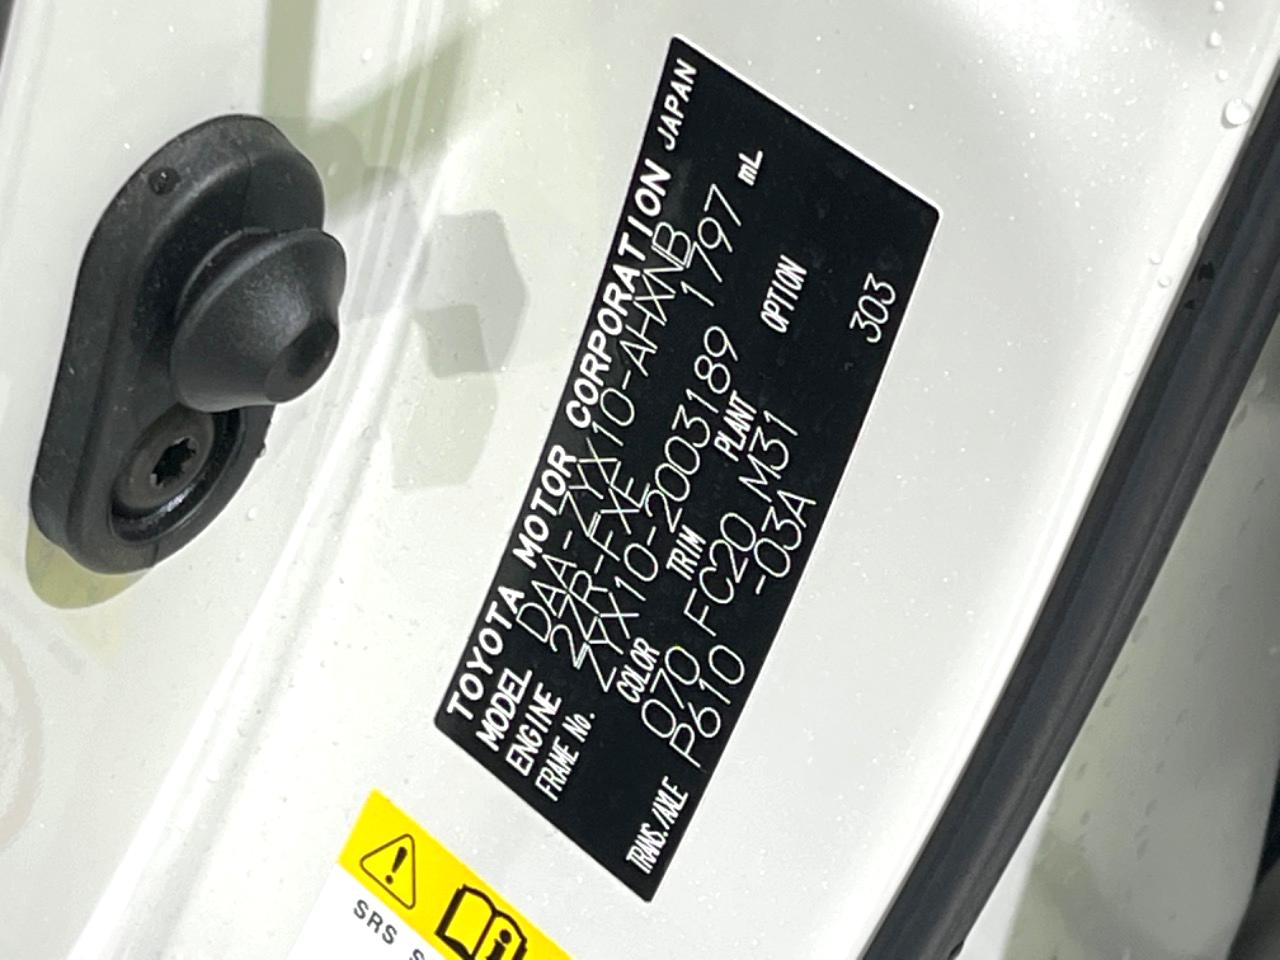 TOYOTA MOTOR CORPORATION JAPAN
MODEL DAA-ZYX10-AHXNB
ENGINE 2ZR-FXE 1797 mL
FRAME No. ZYX10-2003189
COLOR TRIM PLANT OPTION
070 FC20 M31
TRANS./AXLE P610 -03A 303
SRS S